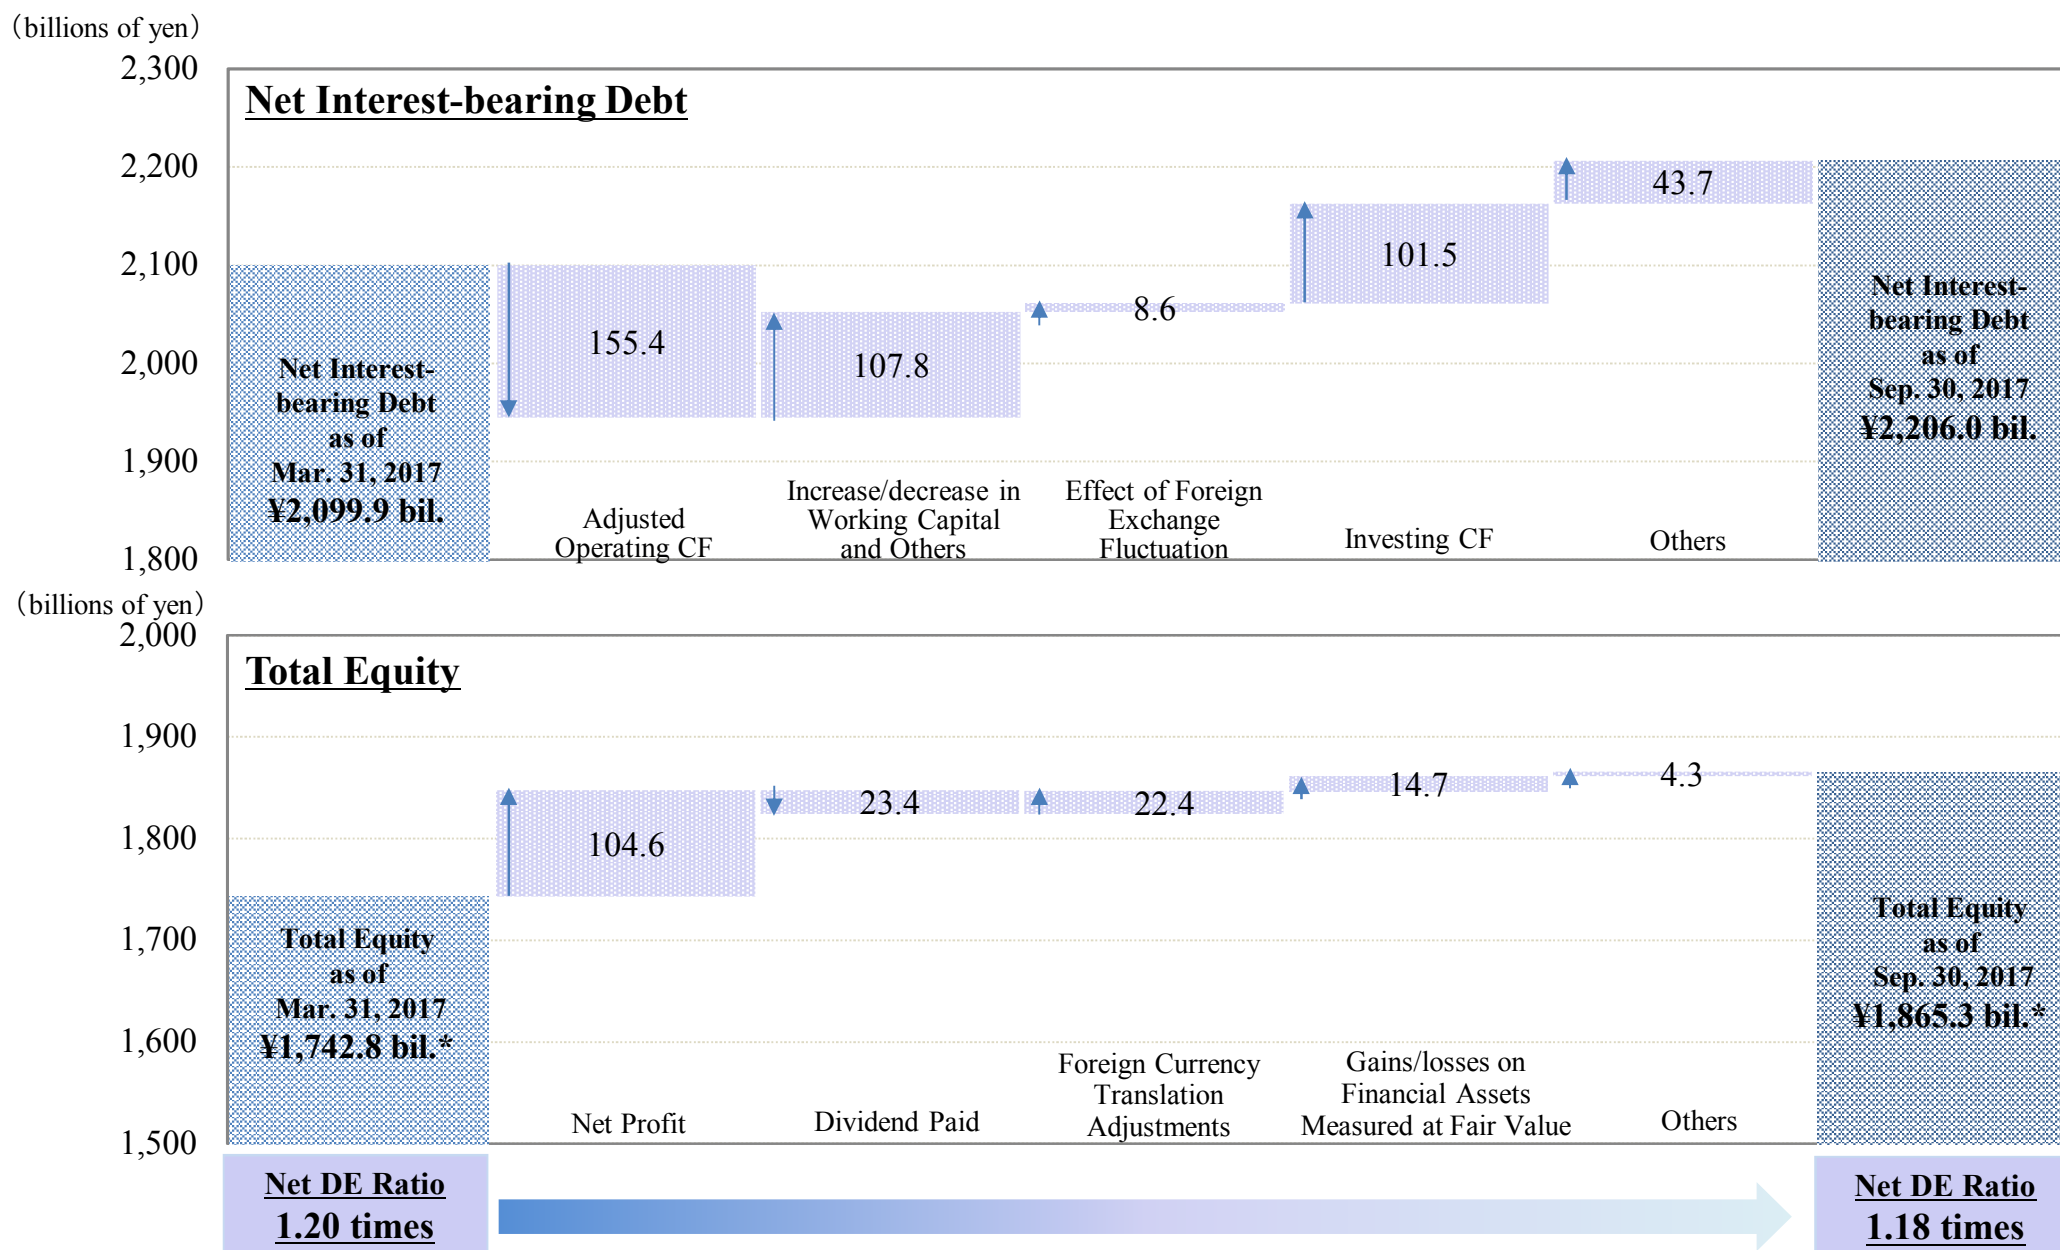 （billions of yen）
2,300
2,200
2,100
2,000
1,900
1,800
Net Interest-bearing Debt
Net Interest-
bearing Debt
as of
Mar. 31, 2017
¥2,099.9 bil.
155.4
Adjusted
Operating CF
107.8
Increase/decrease in
Working Capital
and Others
8.6
Effect of Foreign
Exchange
Fluctuation
101.5
Investing CF
43.7
Others
Net Interest-
bearing Debt
as of
Sep. 30, 2017
¥2,206.0 bil.
（billions of yen）
2,000
1,900
1,800
1,700
1,600
1,500
Total Equity
Total Equity
as of
Mar. 31, 2017
¥1,742.8 bil.*
104.6
Net Profit
23.4
Dividend Paid
22.4
Foreign Currency
Translation
Adjustments
14.7
Gains/losses on
Financial Assets
Measured at Fair Value
4.3
Others
Total Equity
as of
Sep. 30, 2017
¥1,865.3 bil.*
Net DE Ratio
1.20 times
Net DE Ratio
1.18 times